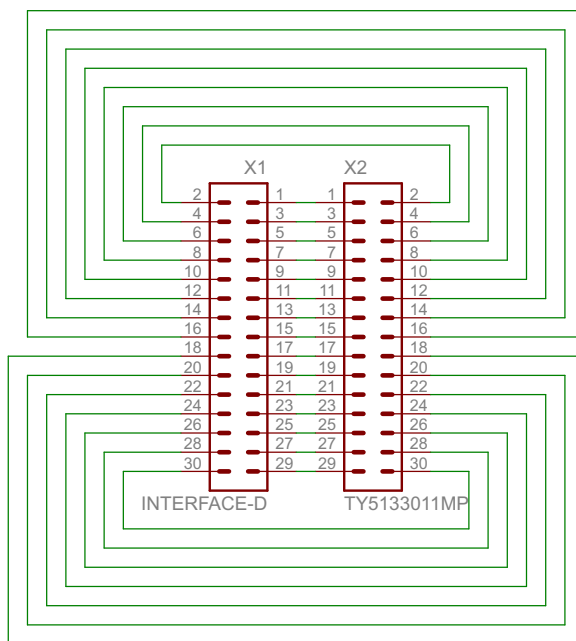 X1 X2
2 1 1 2
4 3 3 4
6 5 5 6
8 7 7 8
10 9 9 10
12 11 11 12
14 13 13 14
16 15 15 16
18 17 17 18
20 19 19 20
22 21 21 22
24 23 23 24
26 25 25 26
28 27 27 28
30 29 29 30
INTERFACE-D TY5133011MP